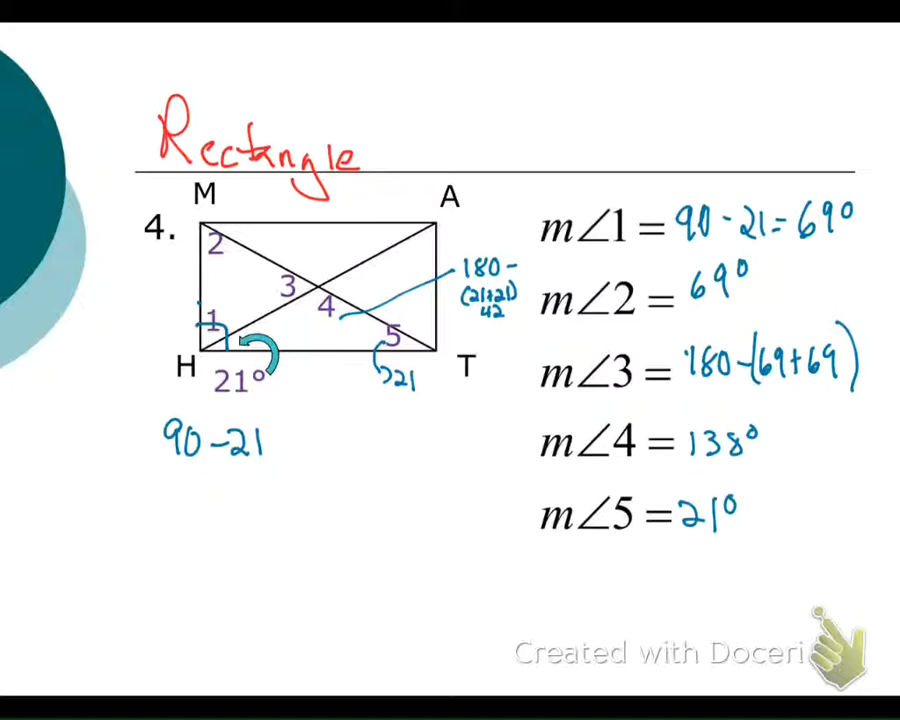 Rectangle
M
A
4.
2
3
4
1
5
H
T
21°
21
180 -
(21+21)
42
90 - 21
m∠1 = 90 - 21 = 69°
m∠2 = 69°
m∠3 = 180 - (69+69)
m∠4 = 138°
m∠5 = 21°
Created with Doceri